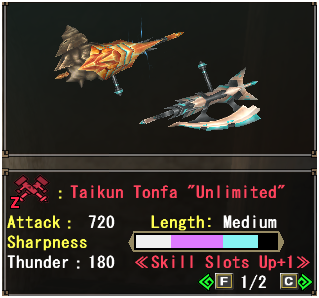 Z : Taikun Tonfa "Unlimited"
Attack : 720 Length: Medium
Sharpness
Thunder : 180 ≪Skill Slots Up+1≫
F 1/2 C